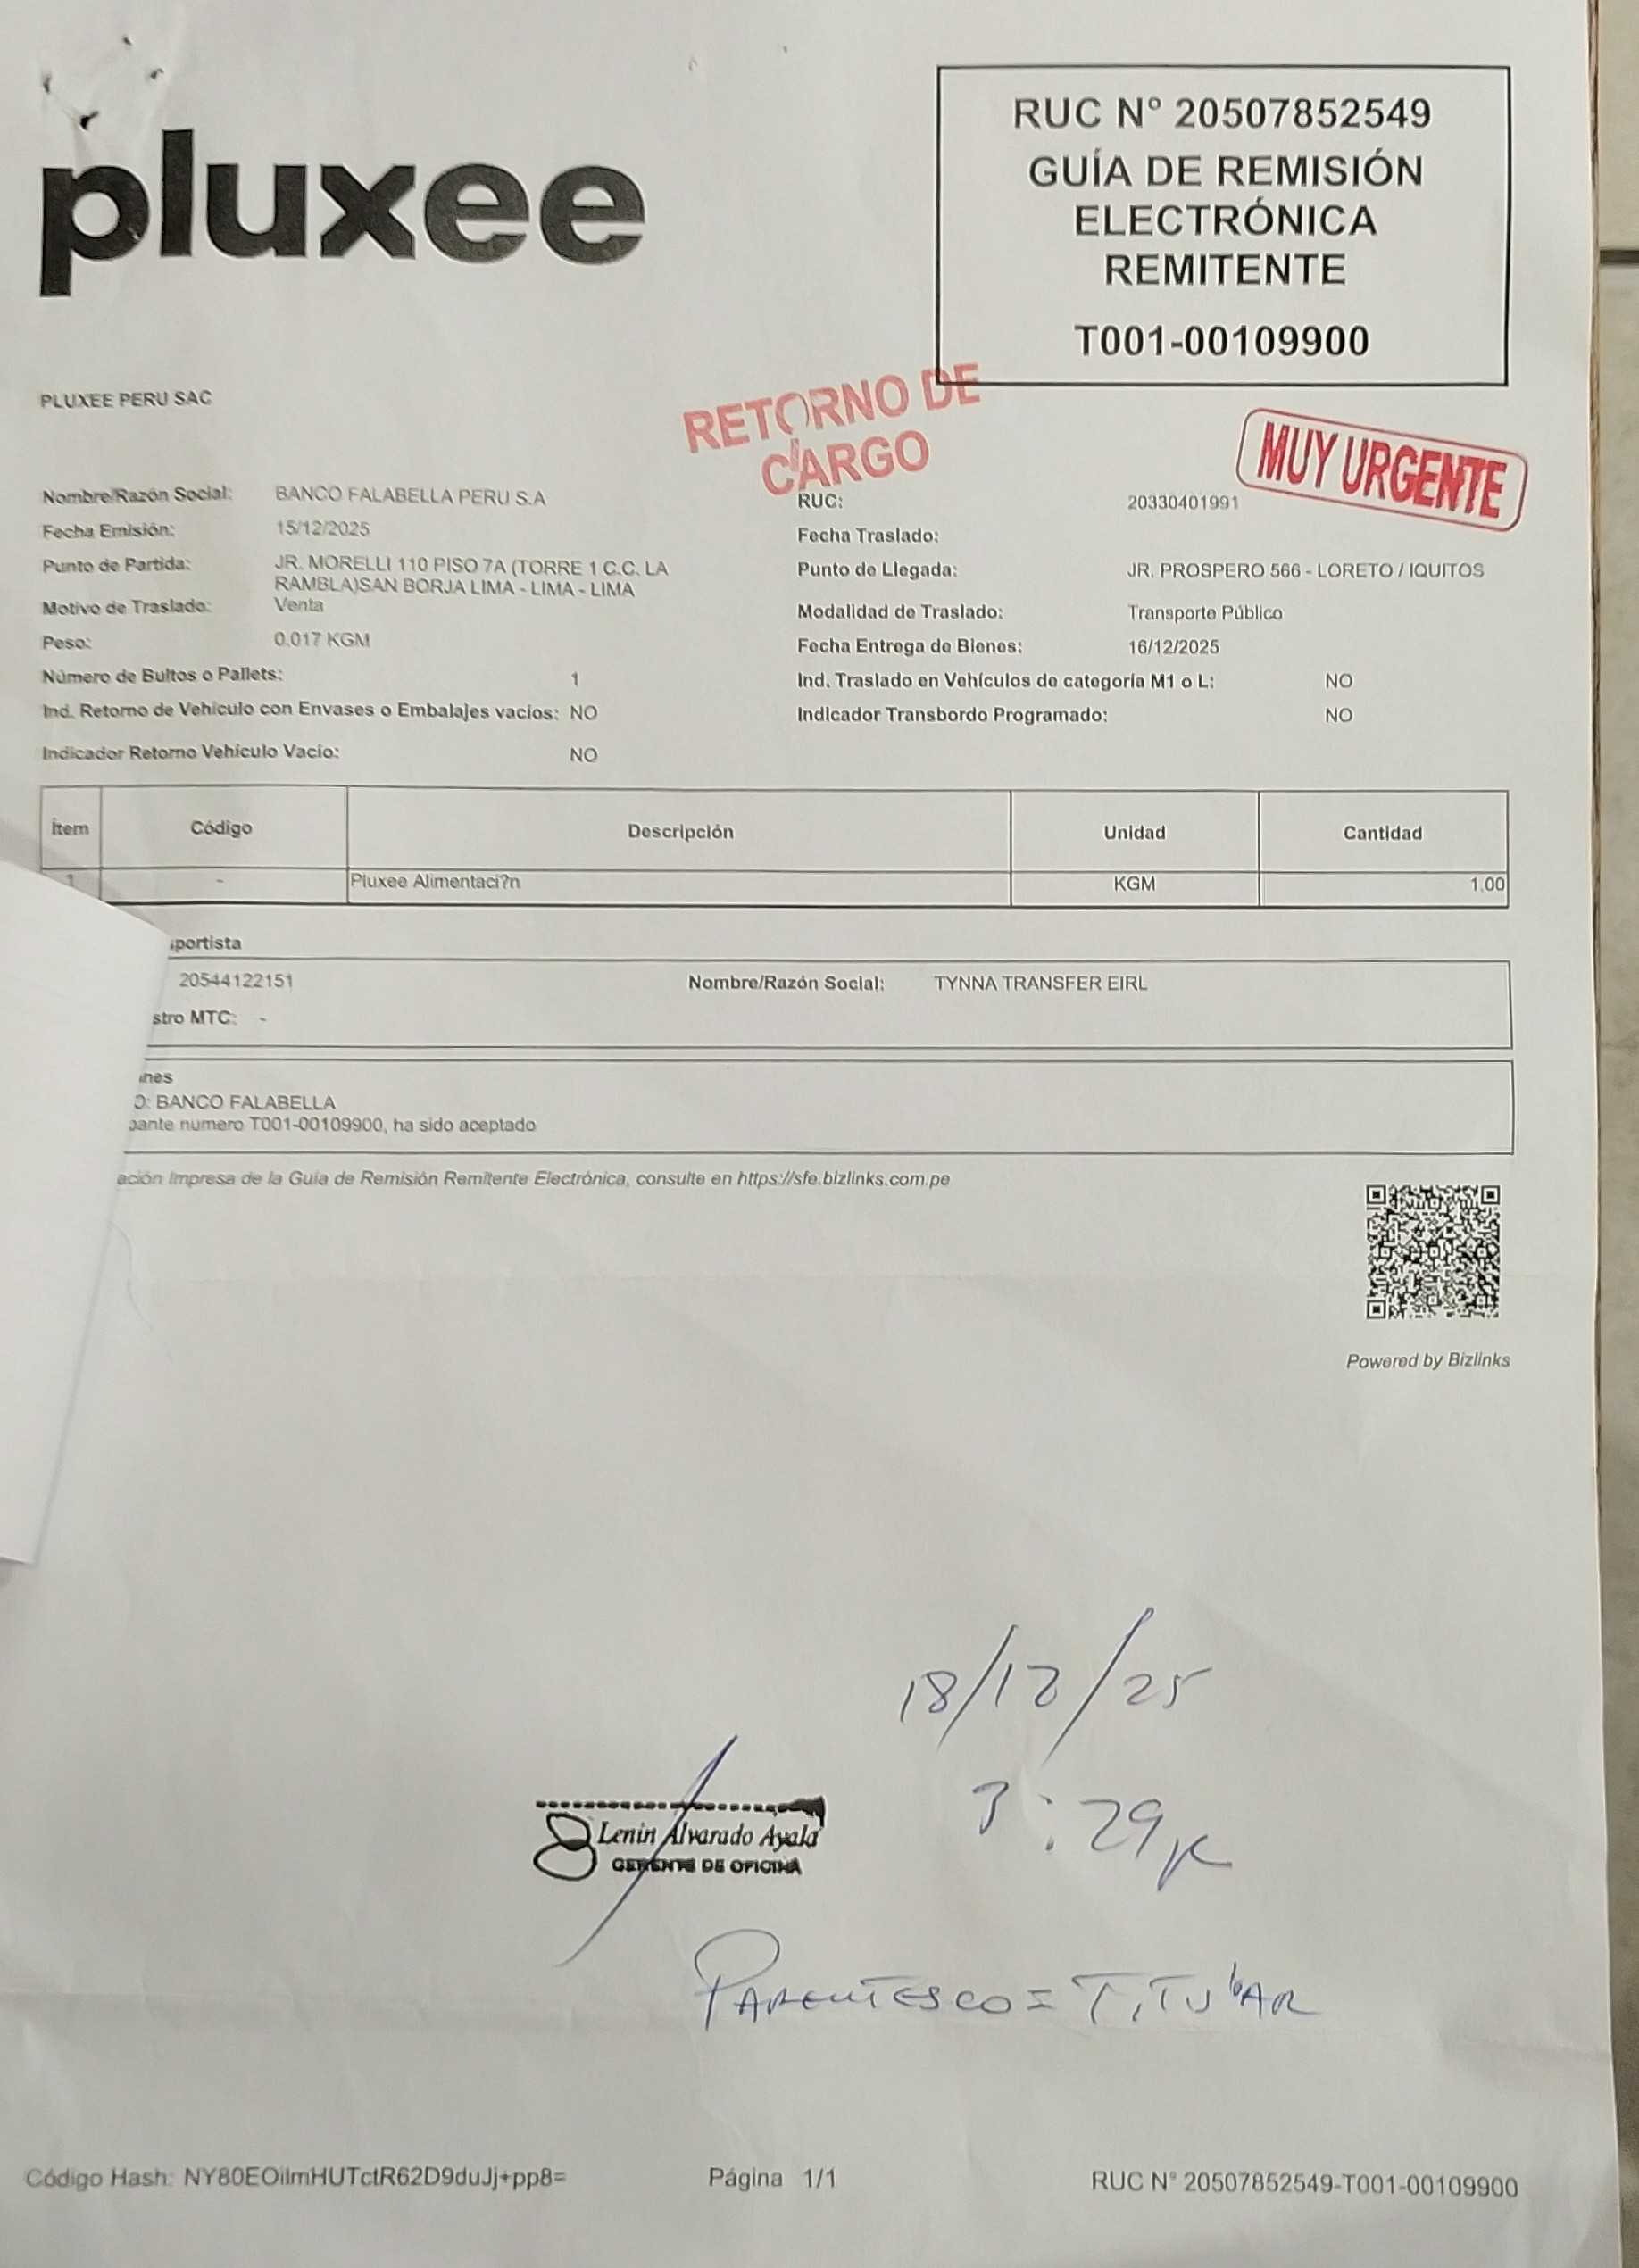 pluxee
RUC N° 20507852549
GUÍA DE REMISIÓN
ELECTRÓNICA
REMITENTE
T001-00109900
PLUXEE PERU SAC
RETORNO DE
CARGO
MUY URGENTE
Nombre/Razón Social: BANCO FALABELLA PERU S.A
RUC: 20330401991
Fecha Emisión: 15/12/2025
Fecha Traslado:
Punto de Partida: JR. MORELLI 110 PISO 7A (TORRE 1 C.C. LA
RAMBLA)SAN BORJA LIMA - LIMA - LIMA
Punto de Llegada: JR. PROSPERO 566 - LORETO / IQUITOS
Motivo de Traslado: Venta
Modalidad de Traslado: Transporte Público
Peso: 0.017 KGM
Fecha Entrega de Bienes: 16/12/2025
Número de Bultos o Pallets: 1
Ind. Traslado en Vehículos de categoría M1 o L: NO
Ind. Retorno de Vehículo con Envases o Embalajes vacíos: NO
Indicador Transbordo Programado: NO
Indicador Retorno Vehículo Vacío: NO
Ítem Código Descripción Unidad Cantidad
1 - Pluxee Alimentaci?n KGM 1.00
sportista
20544122151 Nombre/Razón Social: TYNNA TRANSFER EIRL
stro MTC: -
nes
O: BANCO FALABELLA
bante número T001-00109900, ha sido aceptado
ación Impresa de la Guía de Remisión Remitente Electrónica, consulte en https://sfe.bizlinks.com.pe
Powered by Bizlinks
18/12/25
3:29p
Lenin Alvarado Ayala
GERENTE DE OFICINA
PARENTESCO = TITULAR
Código Hash: NY80EOiImHUTctR62D9duJj+pp8= Página 1/1 RUC N° 20507852549-T001-00109900